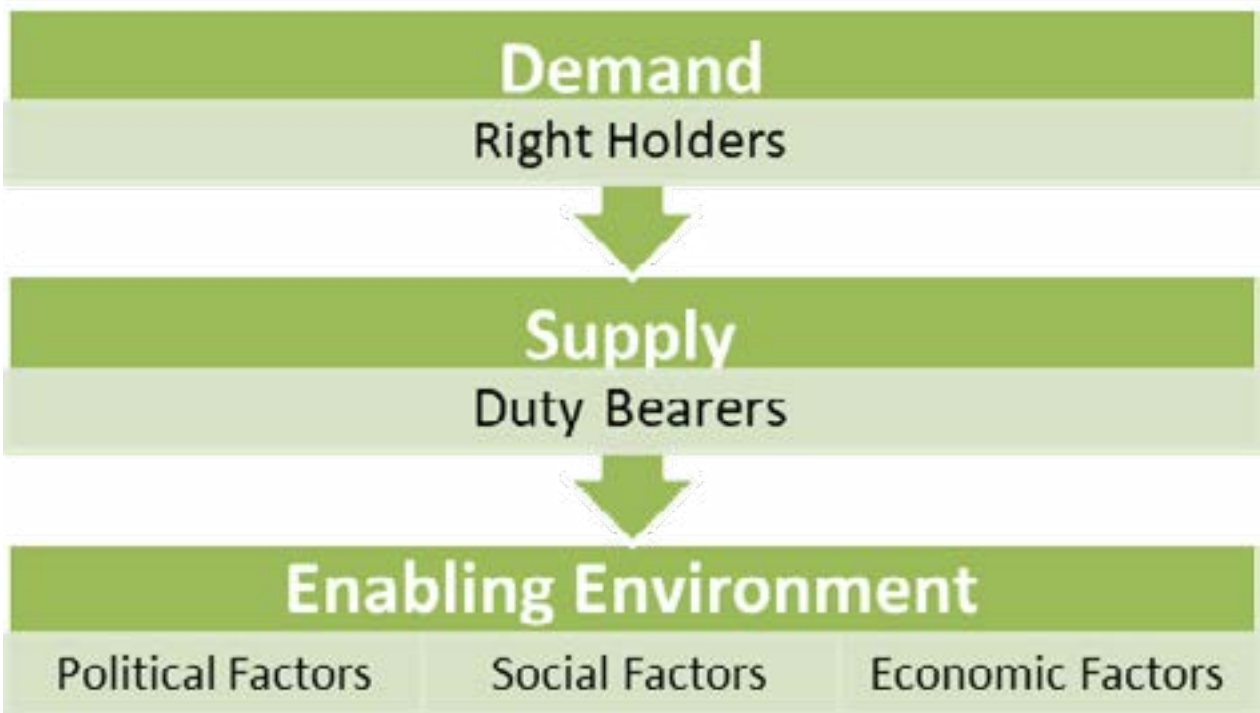 Demand
Right Holders
Supply
Duty Bearers
Enabling Environment
Political Factors
Social Factors
Economic Factors